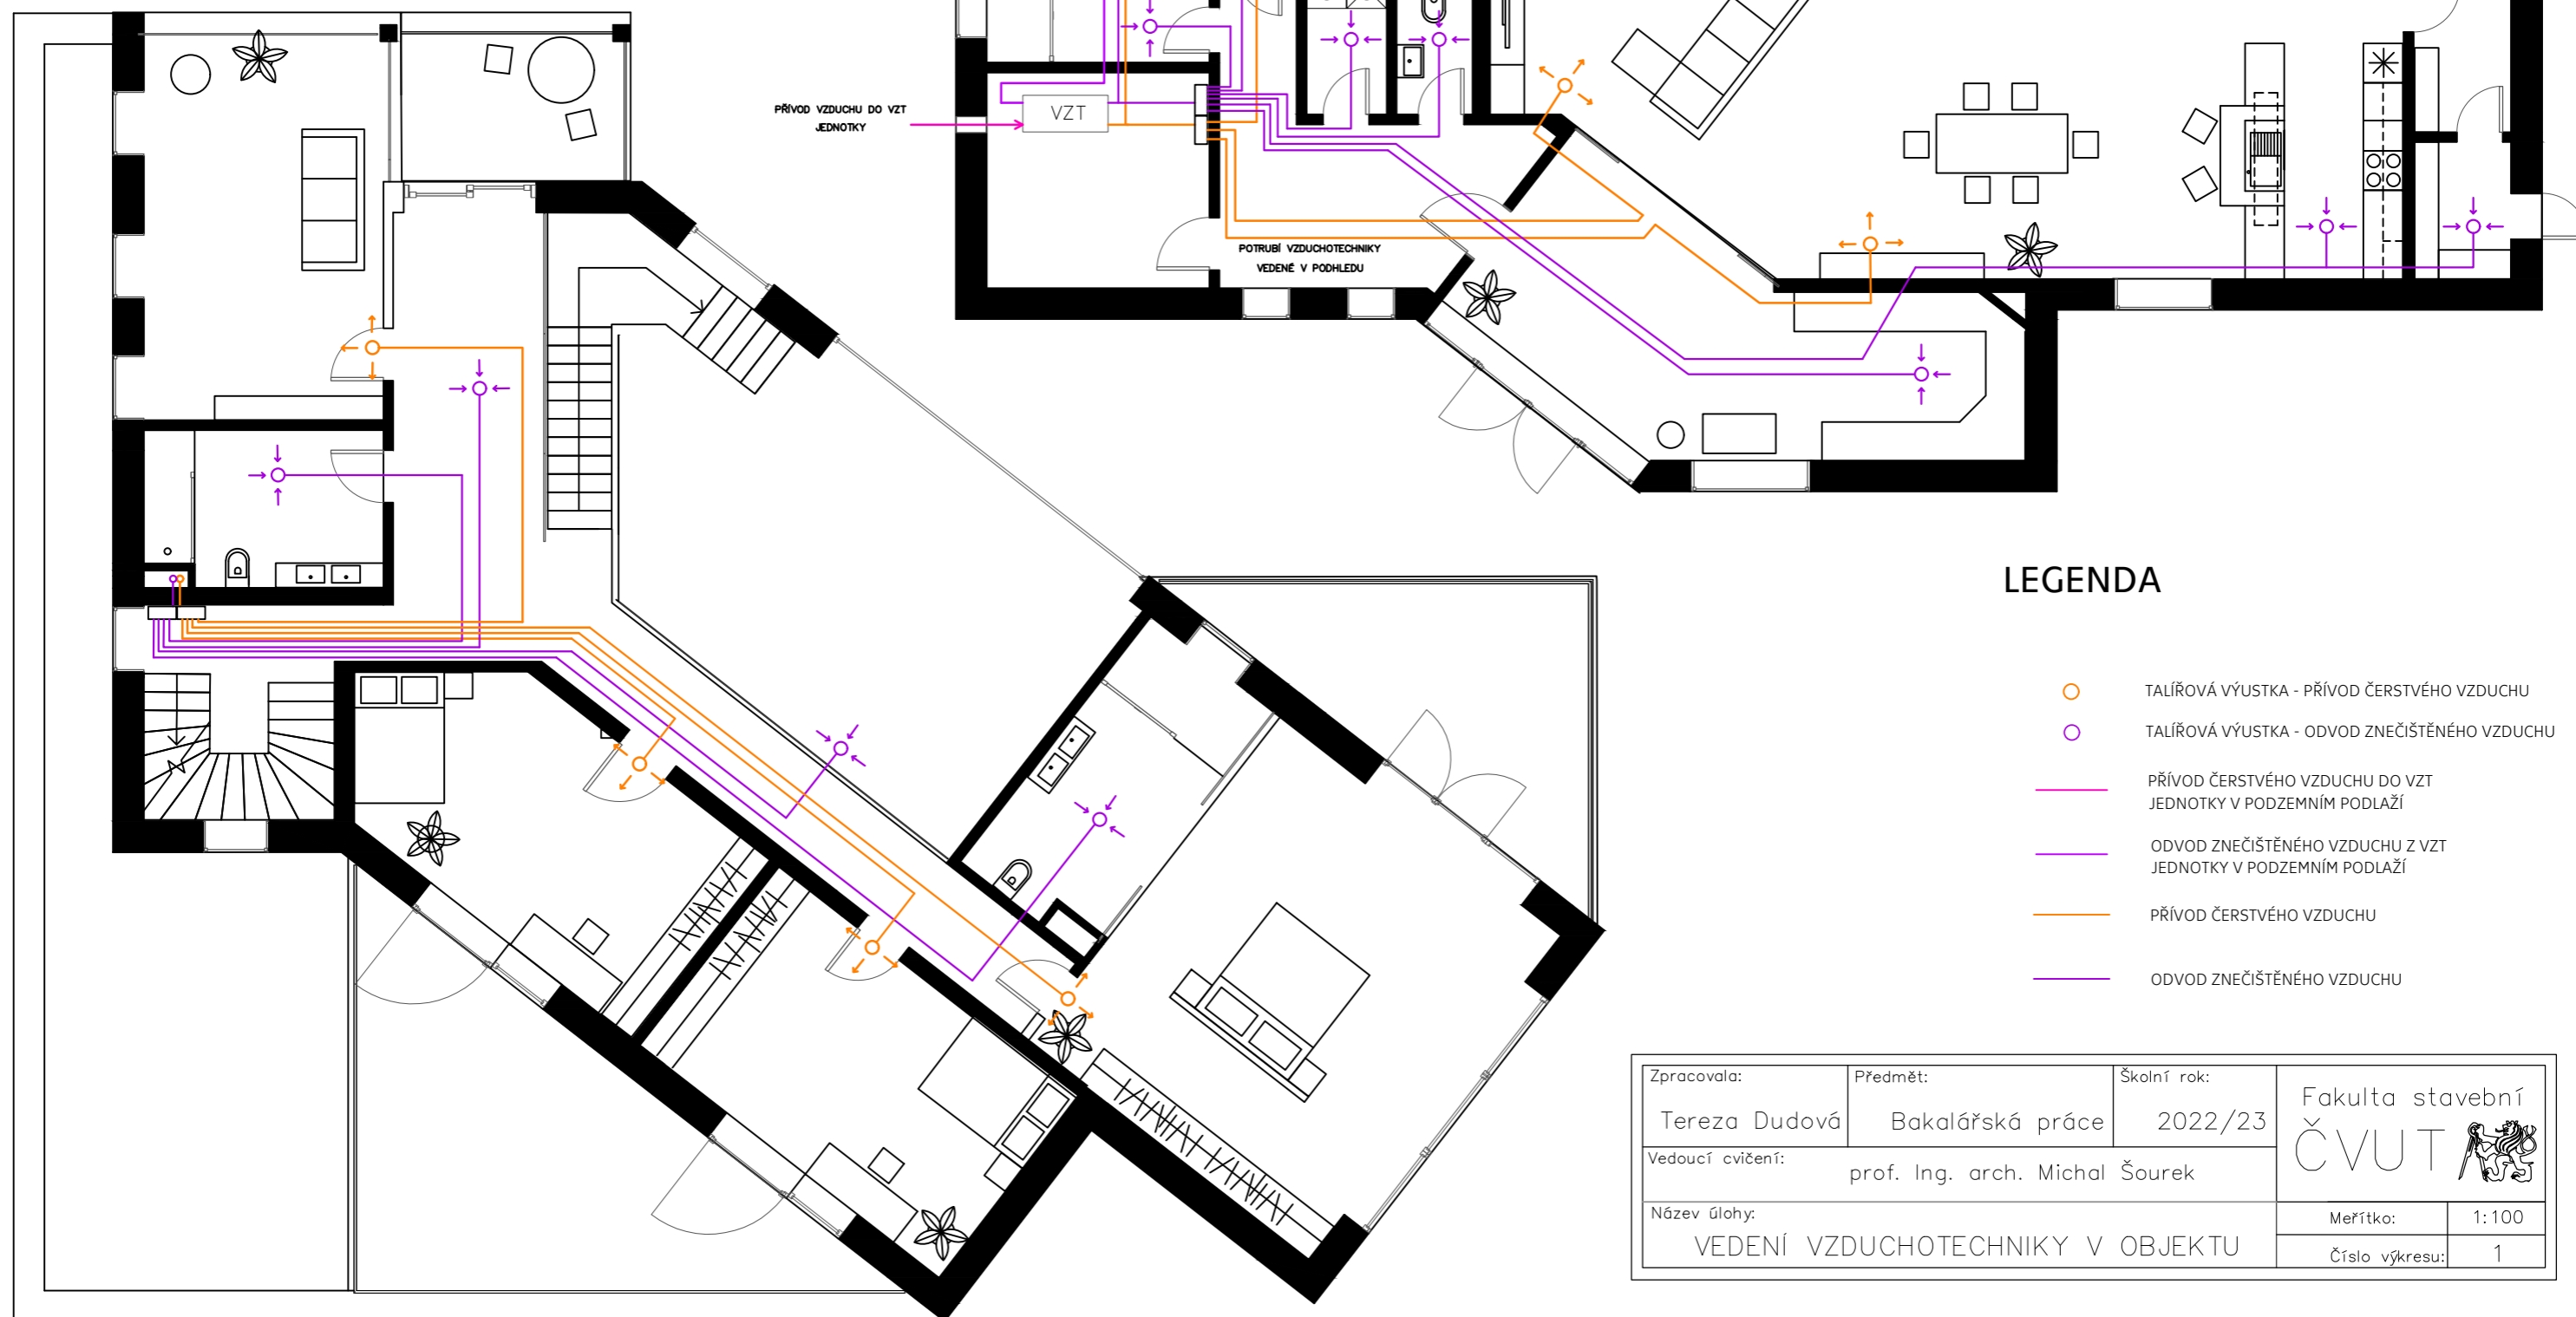 PŘÍVOD VZDUCHU DO VZT
JEDNOTKY
VZT
POTRUBÍ VZDUCHOTECHNIKY
VEDENÉ V PODHLEDU
LEGENDA
TALÍŘOVÁ VÝUSTKA - PŘÍVOD ČERSTVÉHO VZDUCHU
TALÍŘOVÁ VÝUSTKA - ODVOD ZNEČIŠTĚNÉHO VZDUCHU
PŘÍVOD ČERSTVÉHO VZDUCHU DO VZT
JEDNOTKY V PODZEMNÍM PODLAŽÍ
ODVOD ZNEČIŠTĚNÉHO VZDUCHU Z VZT
JEDNOTKY V PODZEMNÍM PODLAŽÍ
PŘÍVOD ČERSTVÉHO VZDUCHU
ODVOD ZNEČIŠTĚNÉHO VZDUCHU
Zpracovala:
Tereza Dudová
Předmět:
Bakalářská práce
Školní rok:
2022/23
Fakulta stavební
ČVUT
Vedoucí cvičení:
prof. Ing. arch. Michal Šourek
Název úlohy:
VEDENÍ VZDUCHOTECHNIKY V OBJEKTU
Meřítko:
1:100
Číslo výkresu:
1